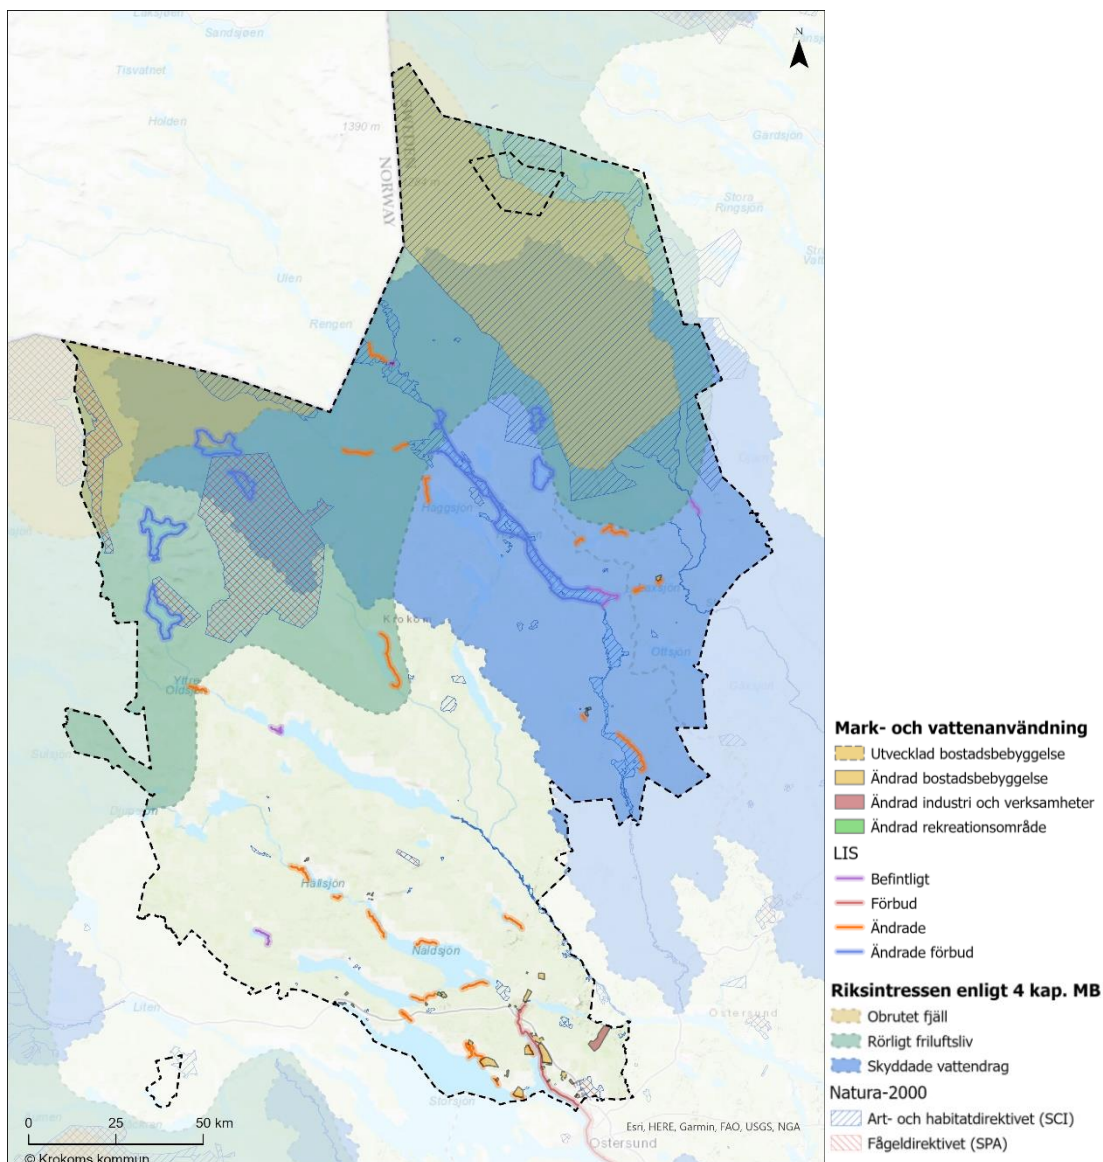 Sandsjøen
Tisvatnet
Holden
N
Gårdsjön
1390 m
SWEDEN
NORWAY
Stora
Ringsjön
Ulen
Rengen
Häggsjön
Krokom
Offsjön
Yttre
Oldsjön
Hällsjön
Näldsjön
Liten
Östersund
Storsjön
Östersund
0 25 50 km
Esri, HERE, Garmin, FAO, USGS, NGA
© Krokoms kommun
Mark- och vattenanvändning
Utvecklad bostadsbebyggelse
Ändrad bostadsbebyggelse
Ändrad industri och verksamheter
Ändrad rekreationsområde
LIS
Befintligt
Förbud
Ändrade
Ändrade förbud
Riksintressen enligt 4 kap. MB
Obrutet fjäll
Rörligt friluftsliv
Skyddade vattendrag
Natura-2000
Art- och habitatdirektivet (SCI)
Fågeldirektivet (SPA)